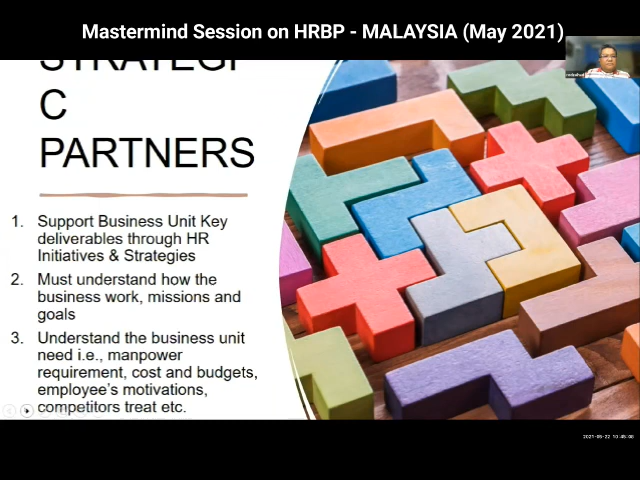 Mastermind Session on HRBP - MALAYSIA (May 2021)
STRATEGI
C
PARTNERS
1. Support Business Unit Key
deliverables through HR
Initiatives & Strategies
2. Must understand how the
business work, missions and
goals
3. Understand the business unit
need i.e., manpower
requirement, cost and budgets,
employee's motivations,
competitors treat etc.